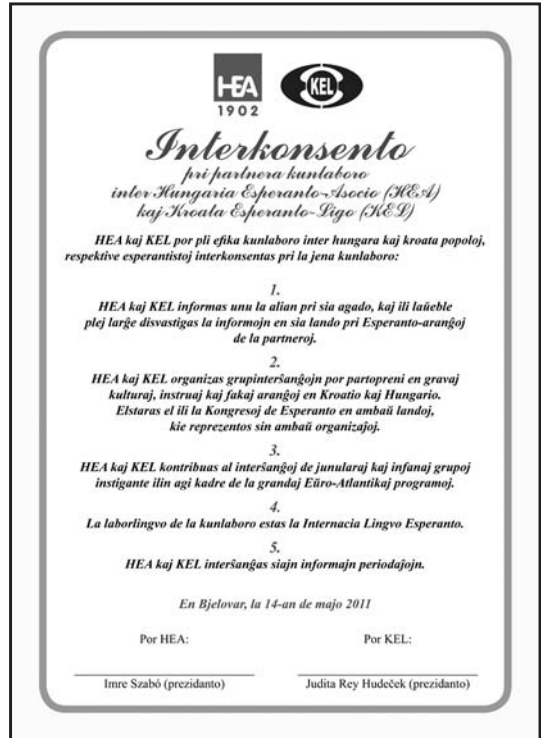 HEA
1902
KEL
Interkonsento
pri partnera kunlaboro
inter Hungaria Esperanto-Asocio (HEA)
kaj Kroata Esperanto-Ligo (KEL)
HEA kaj KEL por pli efika kunlaboro inter hungara kaj kroata popoloj,
respektive esperantistoj interkonsentas pri la jena kunlaboro:
1.
HEA kaj KEL informas unu la alian pri sia agado, kaj ili laŭeble
plej larĝe disvastigas la informojn en sia lando pri Esperanto-aranĝoj
de la partneroj.
2.
HEA kaj KEL organizas grupinterŝanĝojn por partopreni en gravaj
kulturaj, instruaj kaj fakaj aranĝoj en Kroatio kaj Hungario.
Elstaras el ili la Kongresoj de Esperanto en ambaŭ landoj,
kie reprezentos sin ambaŭ organizaĵoj.
3.
HEA kaj KEL kontribuas al interŝanĝoj de junularaj kaj infanaj grupoj
instigante ilin agi kadre de la grandaj Eŭro-Atlantikaj programoj.
4.
La laborlingvo de la kunlaboro estas la Internacia Lingvo Esperanto.
5.
HEA kaj KEL interŝanĝas siajn informajn periodaĵojn.
En Bjelovar, la 14-an de majo 2011
Por HEA: Por KEL:
Imre Szabó (prezidanto) Judita Rey Hudeček (prezidanto)